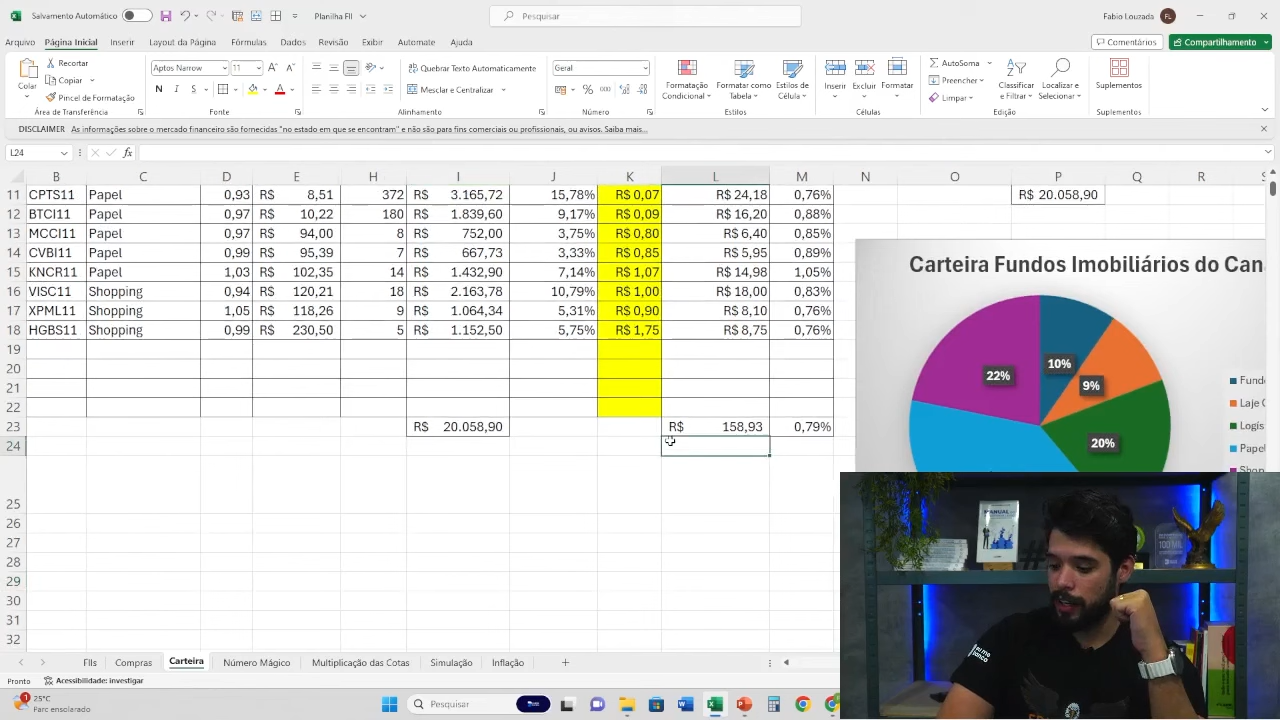 Salvamento Automático
Planilha FII
Pesquisar
Fabio Louzada
FL
Arquivo Página Inicial Inserir Layout da Página Fórmulas Dados Revisão Exibir Automate Ajuda
Comentários
Compartilhamento
Colar
Recortar
Copiar
Pincel de Formatação
Área de Transferência
Aptos Narrow 11
N I S
Fonte
Quebrar Texto Automaticamente
Mesclar e Centralizar
Alinhamento
Geral
% 000
Número
Formatação Condicional
Formatar como Tabela
Estilos de Célula
Estilos
Inserir
Excluir
Formatar
Células
AutoSoma
Preencher
Limpar
Classificar e Filtrar
Localizar e Selecionar
Edição
Suplementos
Suplementos
DISCLAIMER As informações sobre o mercado financeiro são fornecidas "no estado em que se encontram" e não são para fins comerciais ou profissionais, ou avisos. Saiba mais...
L24
fx
B C D E H I J K L M N O P Q R S
11 CPTS11 Papel 0,93 R$ 8,51 372 R$ 3.165,72 15,78% R$ 0,07 R$ 24,18 0,76% R$ 20.058,90
12 BTCI11 Papel 0,97 R$ 10,22 180 R$ 1.839,60 9,17% R$ 0,09 R$ 16,20 0,88%
13 MCCI11 Papel 0,97 R$ 94,00 8 R$ 752,00 3,75% R$ 0,80 R$ 6,40 0,85%
14 CVBI11 Papel 0,99 R$ 95,39 7 R$ 667,73 3,33% R$ 0,85 R$ 5,95 0,89%
15 KNCR11 Papel 1,03 R$ 102,35 14 R$ 1.432,90 7,14% R$ 1,07 R$ 14,98 1,05%
16 VISC11 Shopping 0,94 R$ 120,21 18 R$ 2.163,78 10,79% R$ 1,00 R$ 18,00 0,83%
17 XPML11 Shopping 1,05 R$ 118,26 9 R$ 1.064,34 5,31% R$ 0,90 R$ 8,10 0,76%
18 HGBS11 Shopping 0,99 R$ 230,50 5 R$ 1.152,50 5,75% R$ 1,75 R$ 8,75 0,76%
19
20
21
22
23 R$ 20.058,90 R$ 158,93 0,79%
24
25
26
27
28
29
30
31
32
Carteira Fundos Imobiliários do Can
10%
9%
20%
22%
Fund
Laje
Logis
Papel
MANUAL
100 MIL
FIIs Compras Carteira Número Mágico Multiplicação das Cotas Simulação Inflação
Pronto
Acessibilidade: investigar
1
25°C
Parc ensolarado
Pesquisar